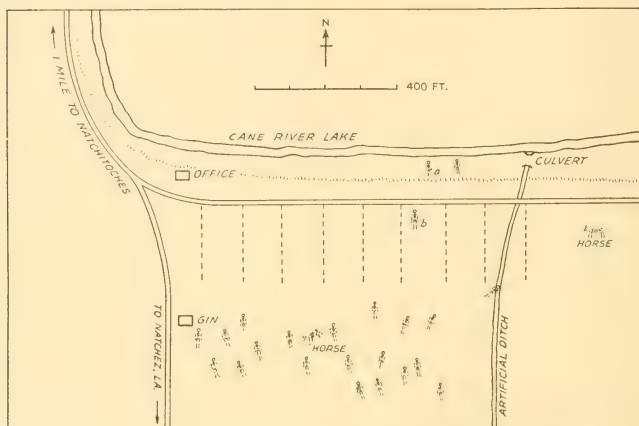 N
400 FT.
1 MILE TO NATCHITOCHES
CANE RIVER LAKE
CULVERT
OFFICE
a
b
HORSE
GIN
HORSE
TO NATCHEZ, LA.
ARTIFICIAL DITCH